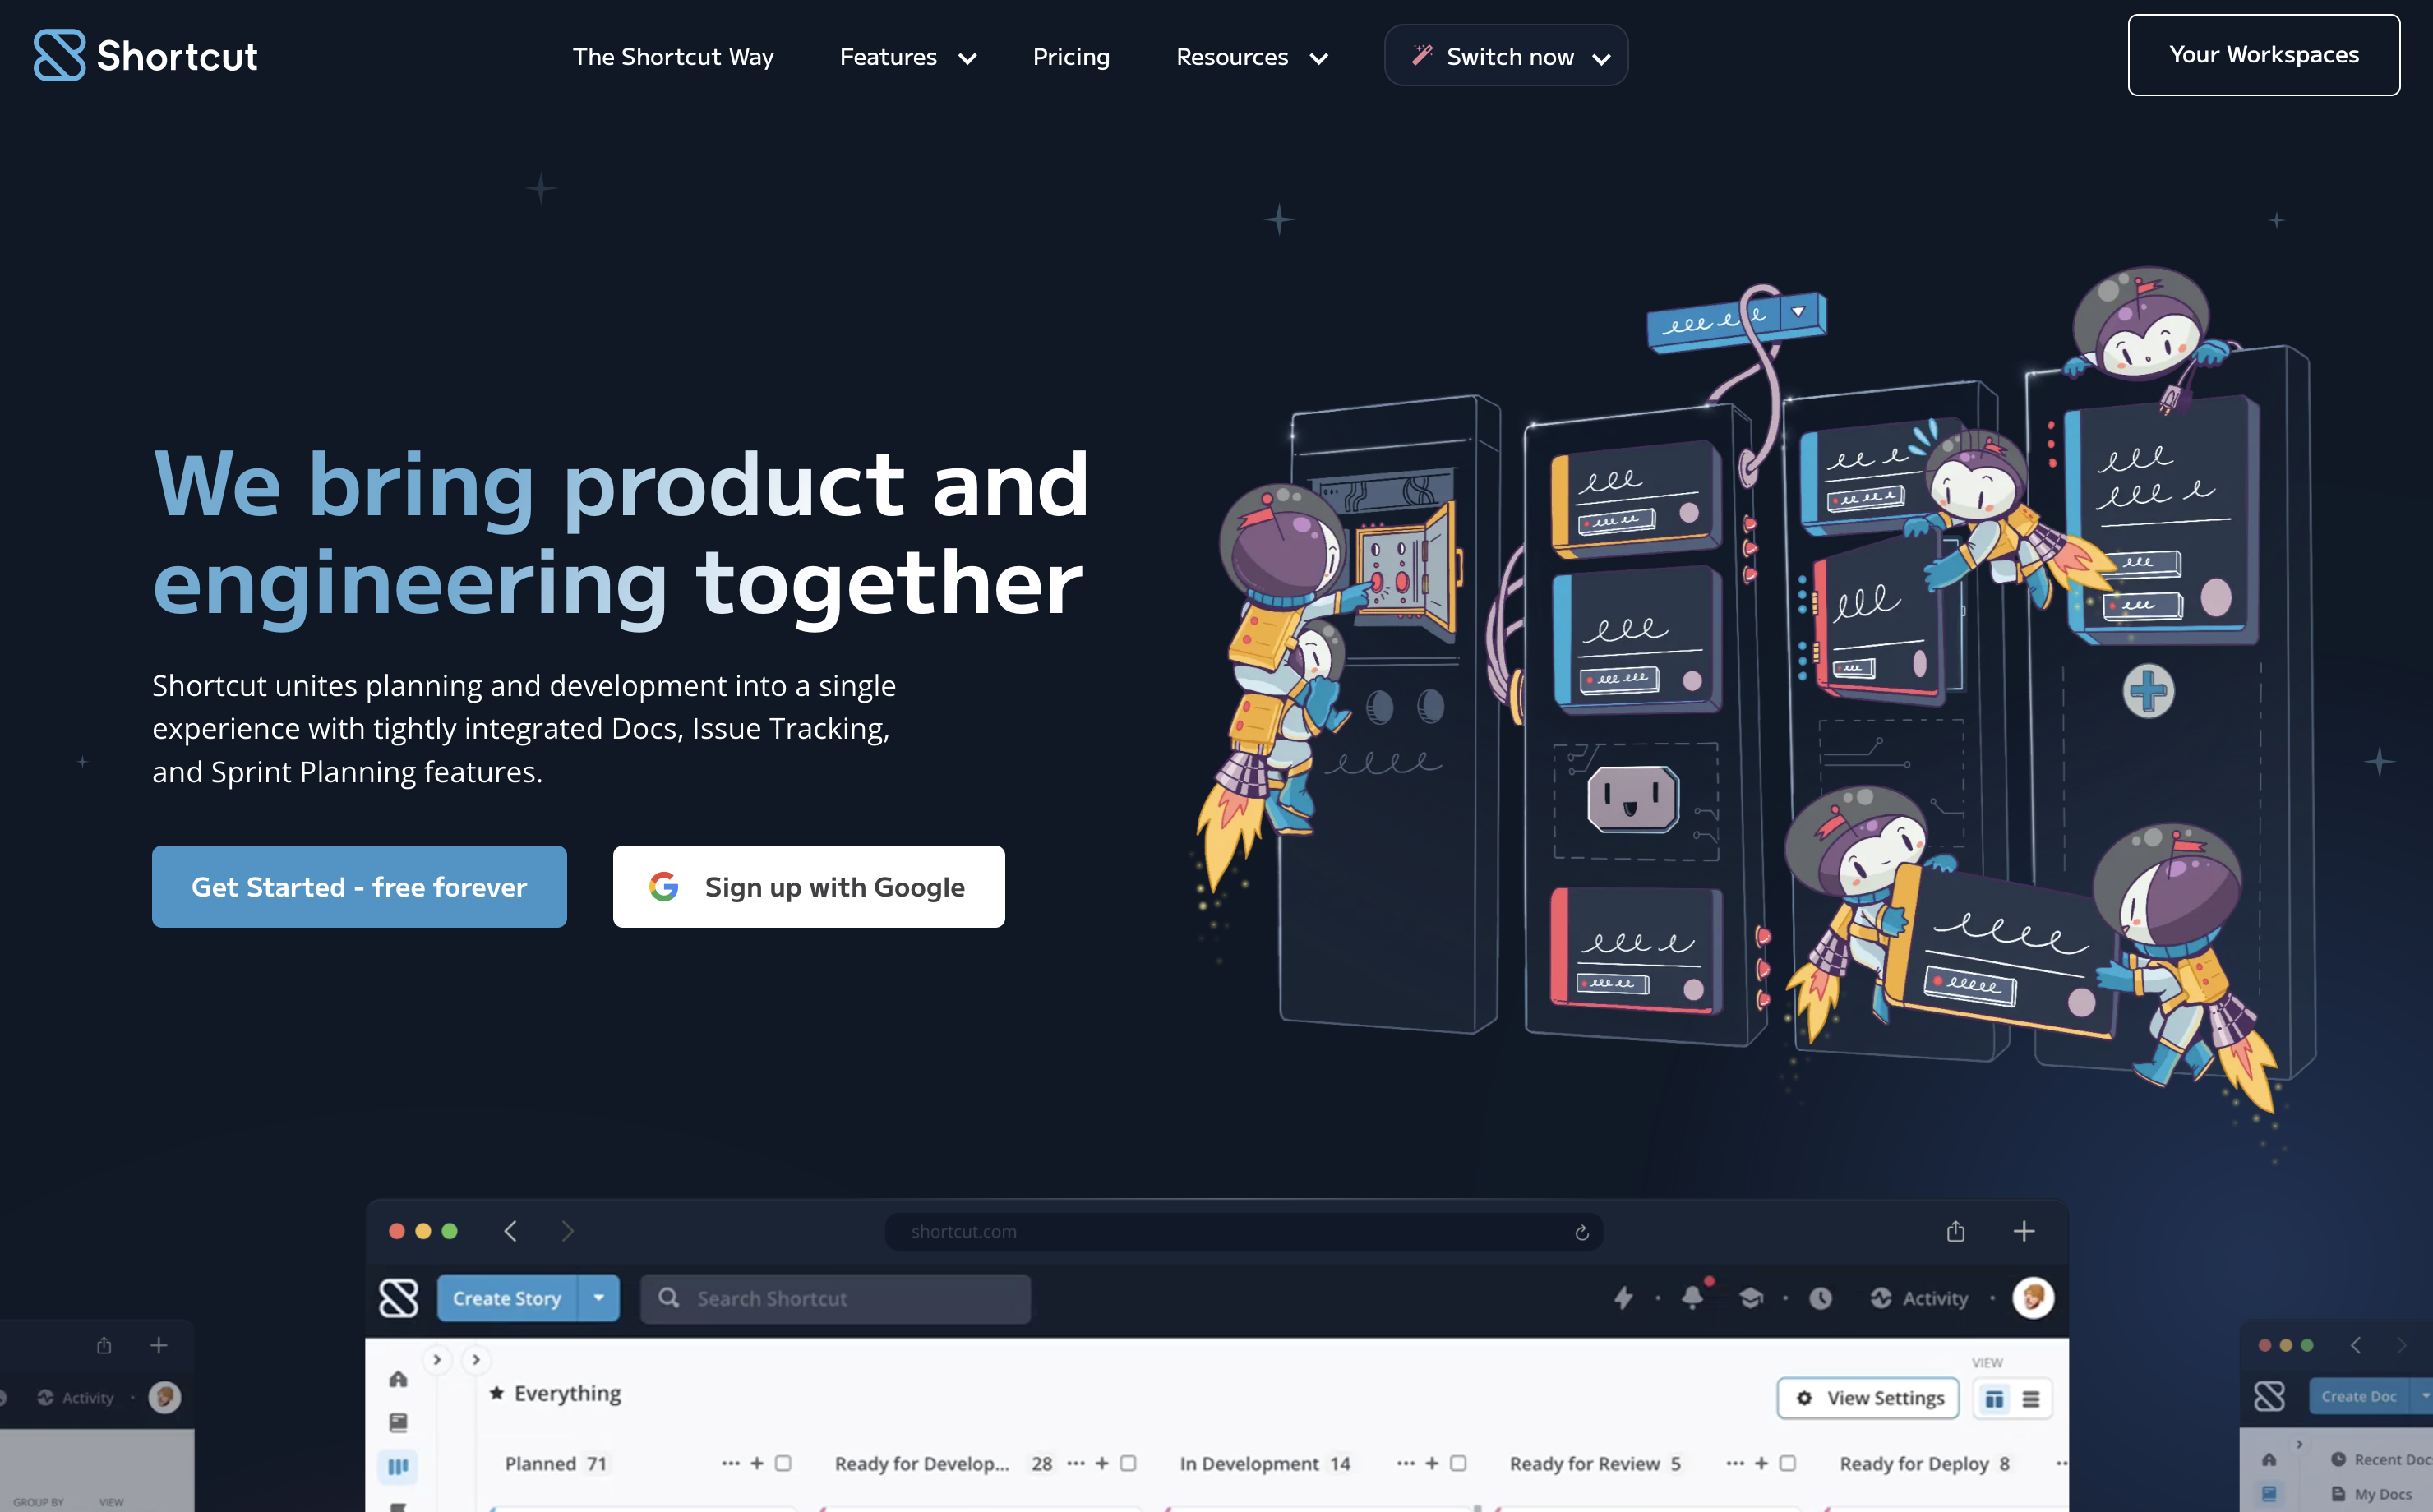 Shortcut
The Shortcut Way
Features
Pricing
Resources
Switch now
Your Workspaces
We bring product and
engineering together
Shortcut unites planning and development into a single
experience with tightly integrated Docs, Issue Tracking,
and Sprint Planning features.
Get Started - free forever
Sign up with Google
shortcut.com
Create Story
Search Shortcut
Activity
Everything
VIEW
View Settings
Planned 71
Ready for Develop... 28
In Development 14
Ready for Review 5
Ready for Deploy 8
Activity
GROUP BY
VIEW
Create Doc
Recent Doc
My Docs